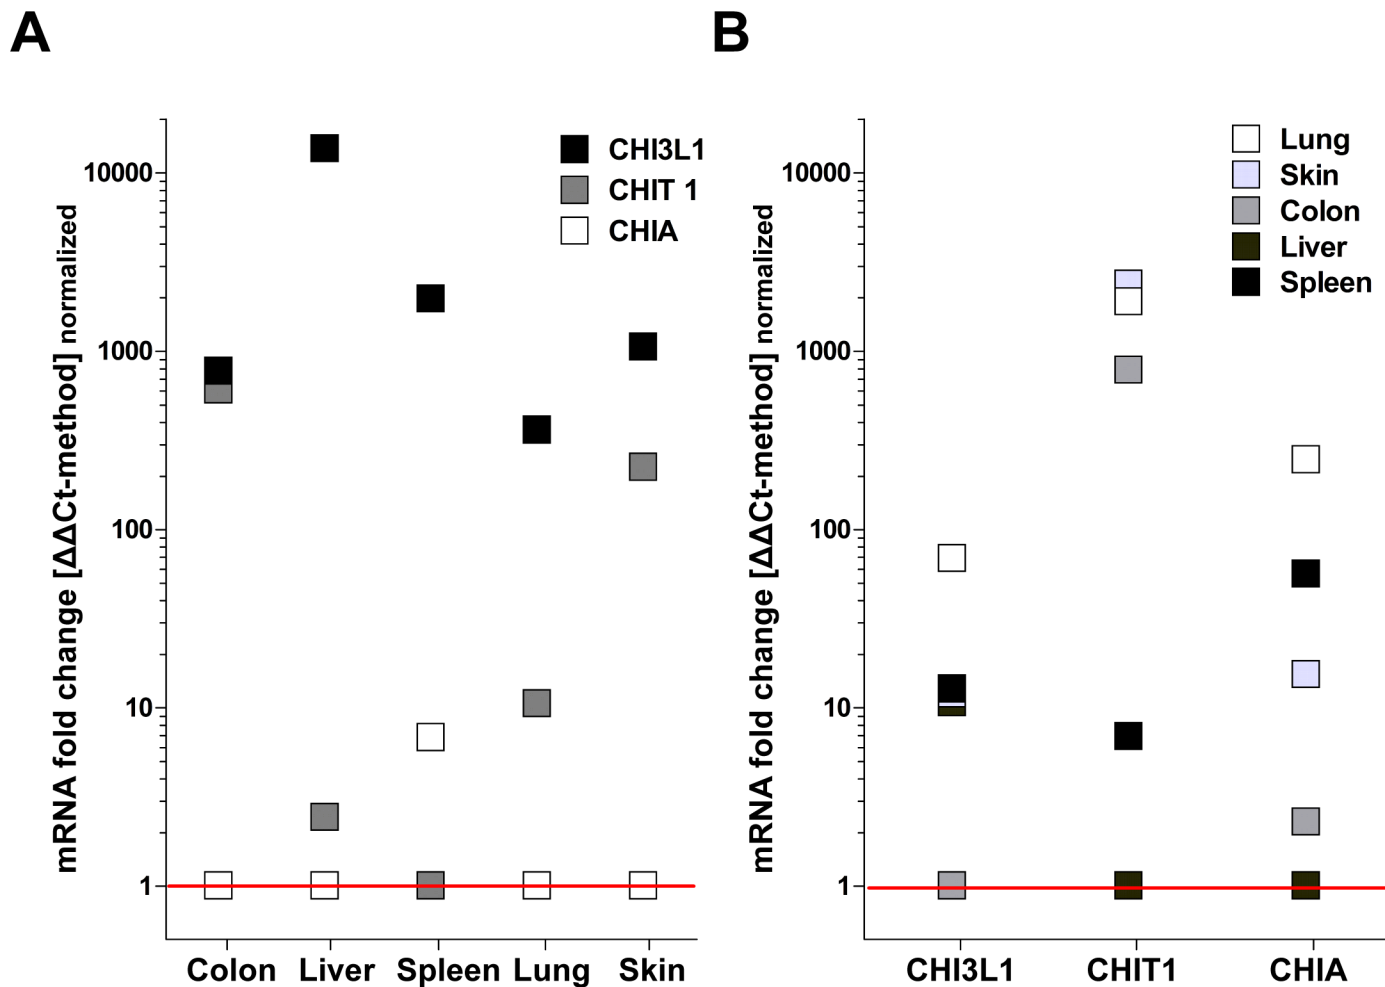 A
B
mRNA fold change [ΔΔCt-method] normalized
10000
1000
100
10
1
CHI3L1
CHIT 1
CHIA
Colon
Liver
Spleen
Lung
Skin
mRNA fold change [ΔΔCt-method] normalized
10000
1000
100
10
1
Lung
Skin
Colon
Liver
Spleen
CHI3L1
CHIT1
CHIA